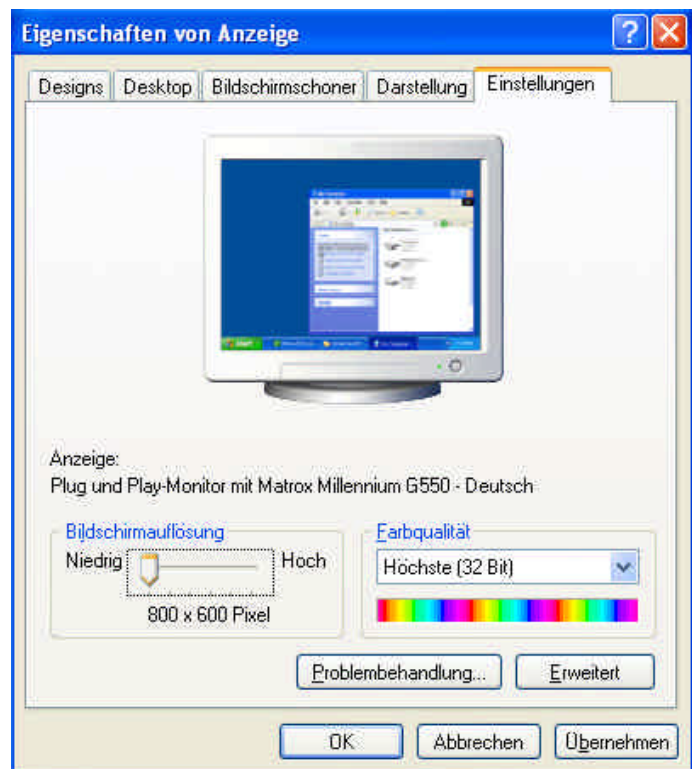 Eigenschaften von Anzeige
Designs Desktop Bildschirmschoner Darstellung Einstellungen
Anzeige:
Plug und Play-Monitor mit Matrox Millennium G550 - Deutsch
Bildschirmauflösung
Niedrig Hoch
800 x 600 Pixel
Farbqualität
Höchste (32 Bit)
Problembehandlung... Erweitert
OK Abbrechen Übernehmen